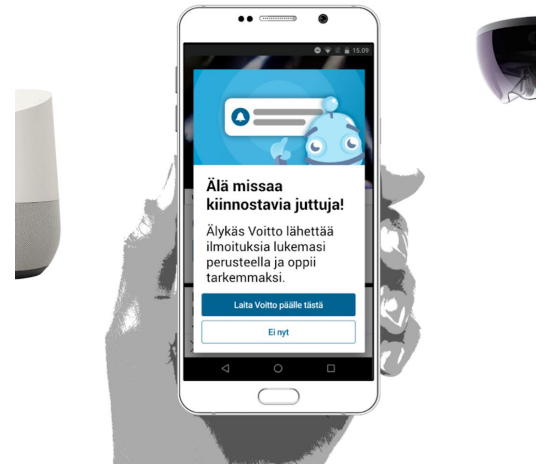 15.09
Älä missaa
kiinnostavia juttuja!
Älykäs Voitto lähettää
ilmoituksia lukemasi
perusteella ja oppii
tarkemmaksi.
Laita Voitto päälle tästä
Ei nyt